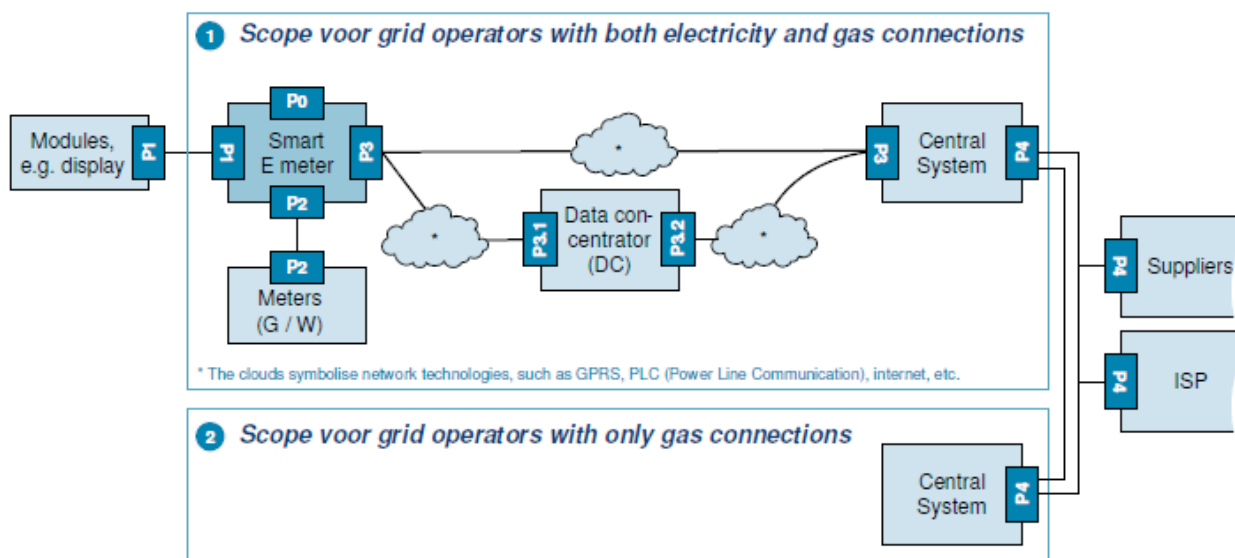 1 Scope voor grid operators with both electricity and gas connections
P0
Modules,
e.g. display
P1
P1
Smart
E meter
P3
P2
P2
Meters
(G / W)
*
*
P3.1
Data con-
centrator
(DC)
P3.2
*
P3
Central
System
P4
P4
Suppliers
P4
ISP
* The clouds symbolise network technologies, such as GPRS, PLC (Power Line Communication), internet, etc.
2 Scope voor grid operators with only gas connections
Central
System
P4